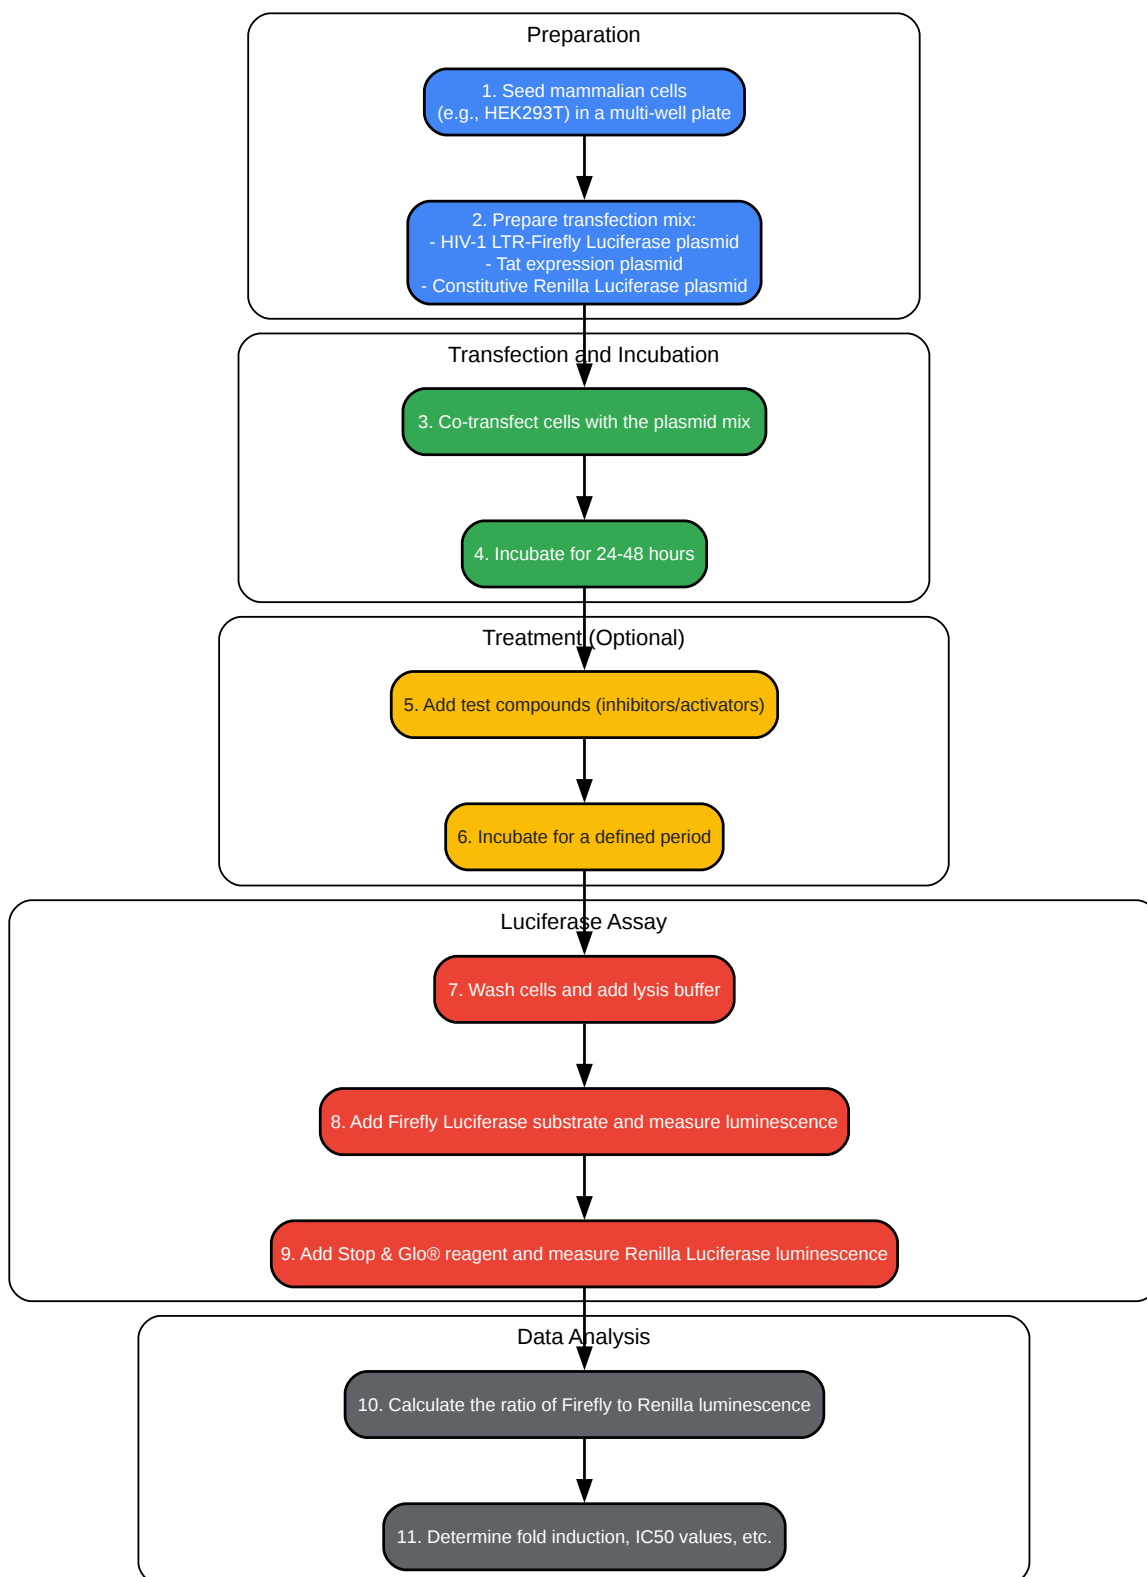 Preparation
1. Seed mammalian cells
(e.g., HEK293T) in a multi-well plate
2. Prepare transfection mix:
- HIV-1 LTR-Firefly Luciferase plasmid
- Tat expression plasmid
- Constitutive Renilla Luciferase plasmid
Transfection and Incubation
3. Co-transfect cells with the plasmid mix
4. Incubate for 24-48 hours
Treatment (Optional)
5. Add test compounds (inhibitors/activators)
6. Incubate for a defined period
Luciferase Assay
7. Wash cells and add lysis buffer
8. Add Firefly Luciferase substrate and measure luminescence
9. Add Stop & Glo® reagent and measure Renilla Luciferase luminescence
Data Analysis
10. Calculate the ratio of Firefly to Renilla luminescence
11. Determine fold induction, IC50 values, etc.